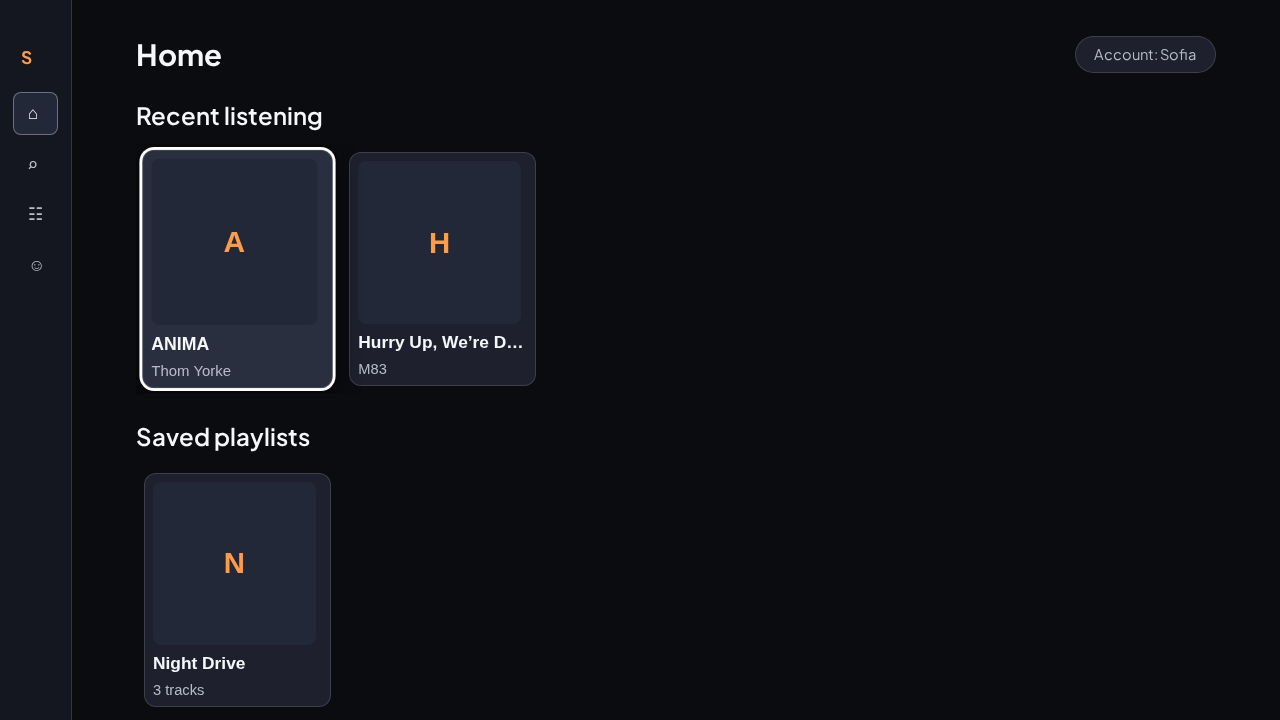 S
Home
Account: Sofia
Recent listening
A
ANIMA
Thom Yorke
H
Hurry Up, We’re D…
M83
Saved playlists
N
Night Drive
3 tracks